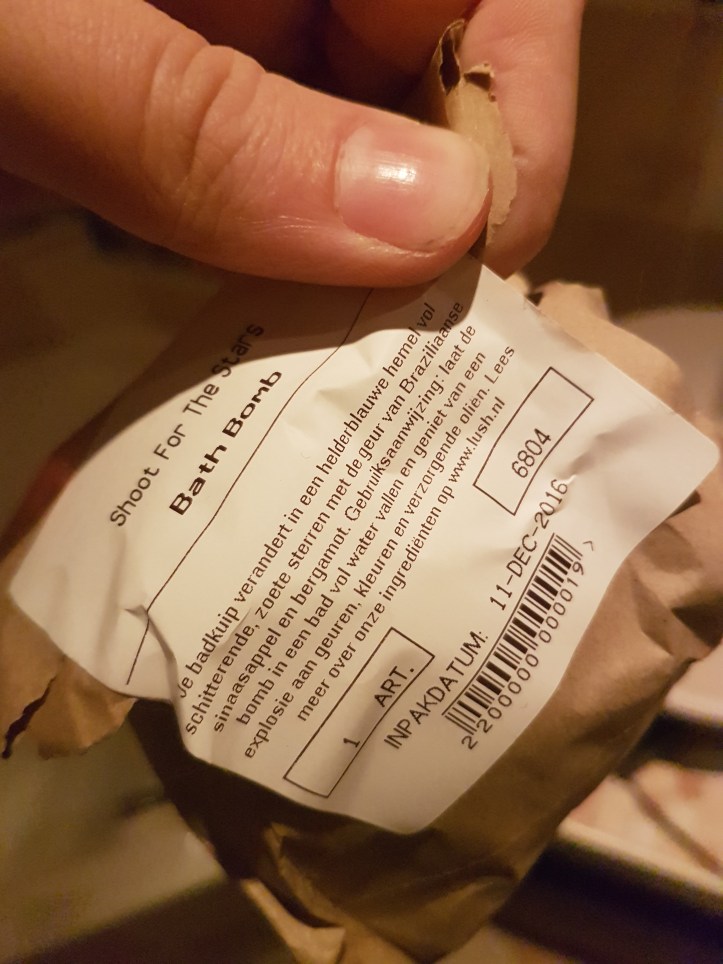 Shoot For The Stars
Bath Bomb
Je badkuip verandert in een helderblauwe hemel vol
schitterende, zoete sterren met de geur van Braziliaanse
sinaasappel en bergamot. Gebruiksaanwijzing: laat de
bomb in een bad vol water vallen en geniet van een
explosie aan geuren, kleuren en verzorgende oliën. Lees
meer over onze ingrediënten op www.lush.nl
1 ART.
6804
INPAKDATUM: 11-DEC-2016
2 200000 000019 >